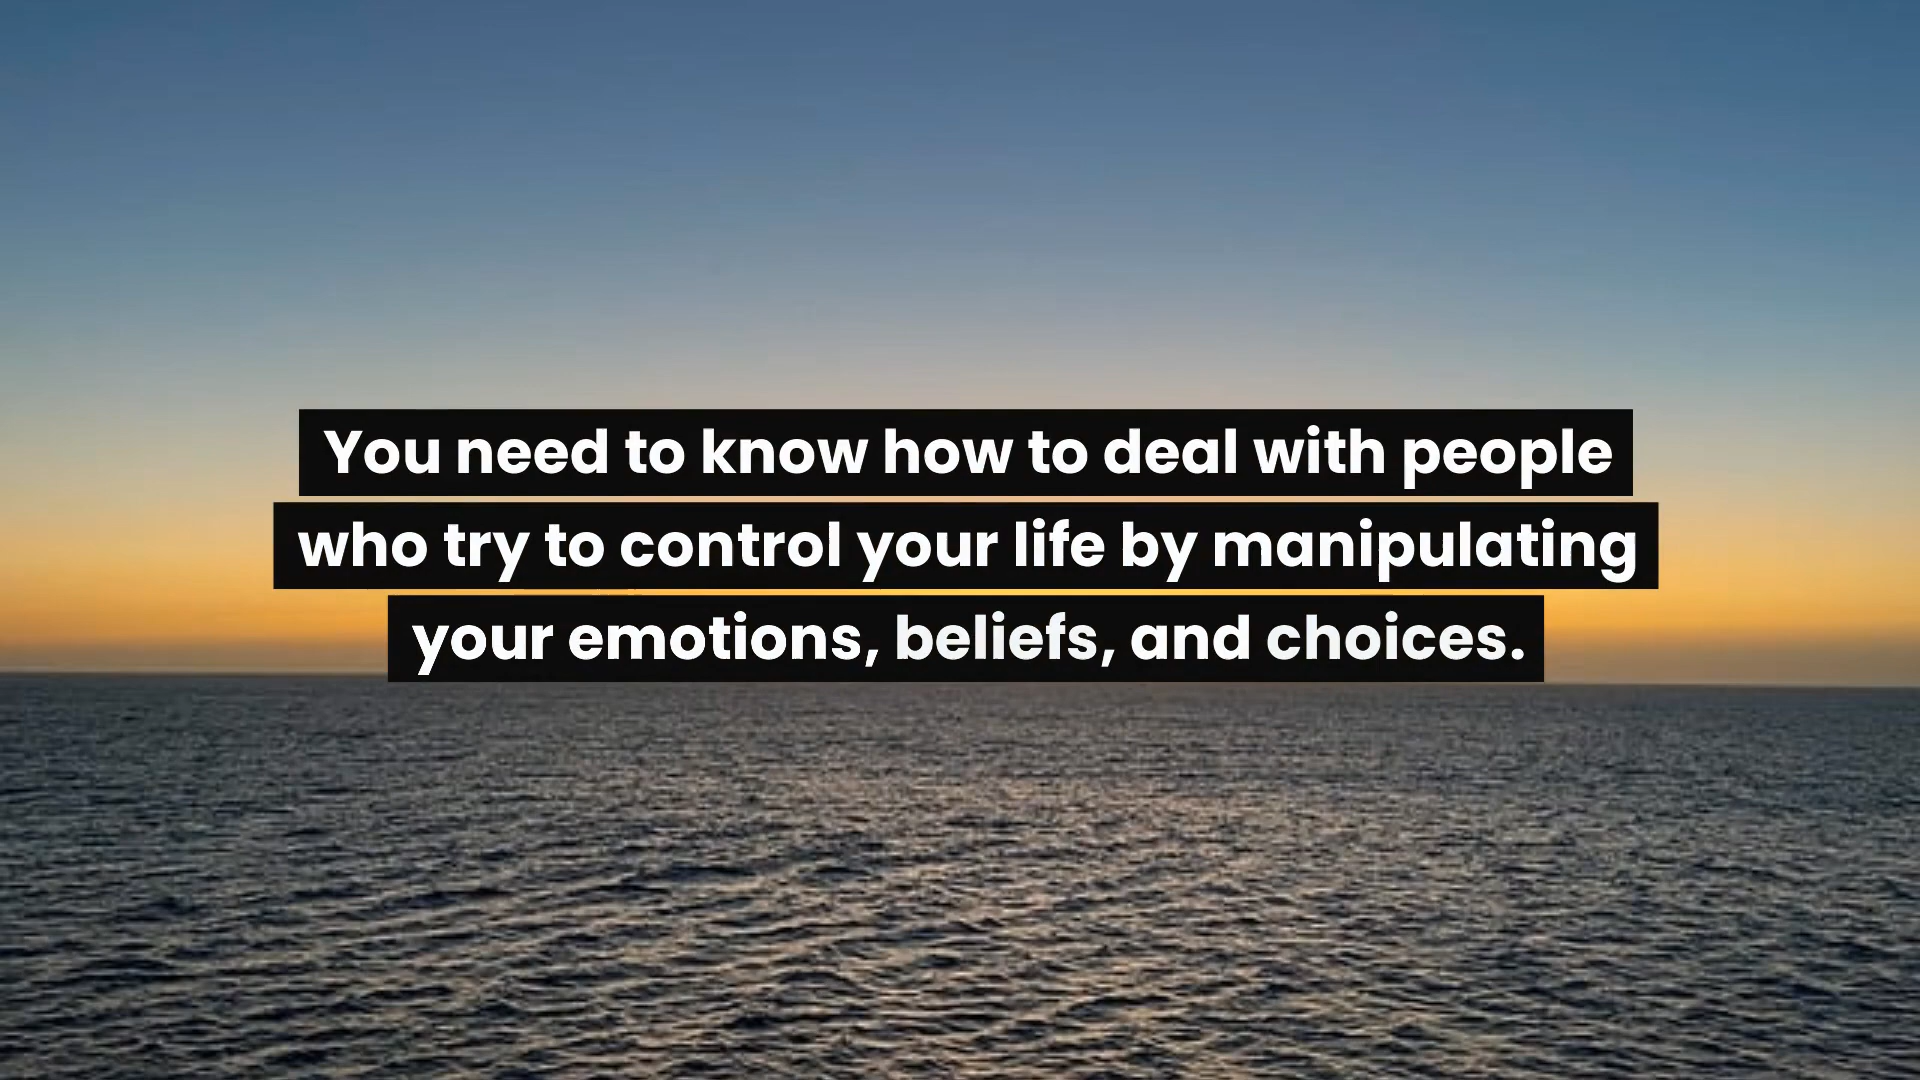 You need to know how to deal with people
who try to control your life by manipulating
your emotions, beliefs, and choices.